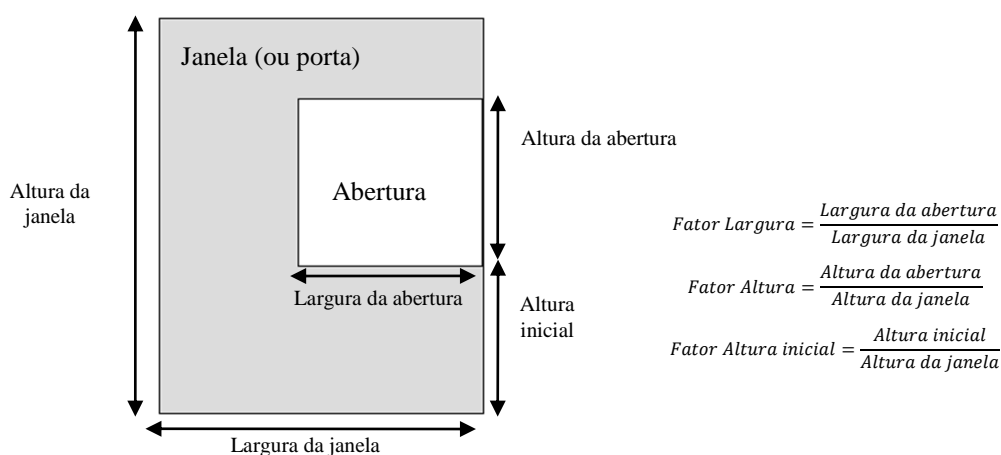 Janela (ou porta)
Altura da abertura
Altura da
janela
Abertura
Largura da abertura
Altura
inicial
Largura da janela
Fator Largura = Largura da abertura / Largura da janela
Fator Altura = Altura da abertura / Altura da janela
Fator Altura inicial = Altura inicial / Altura da janela